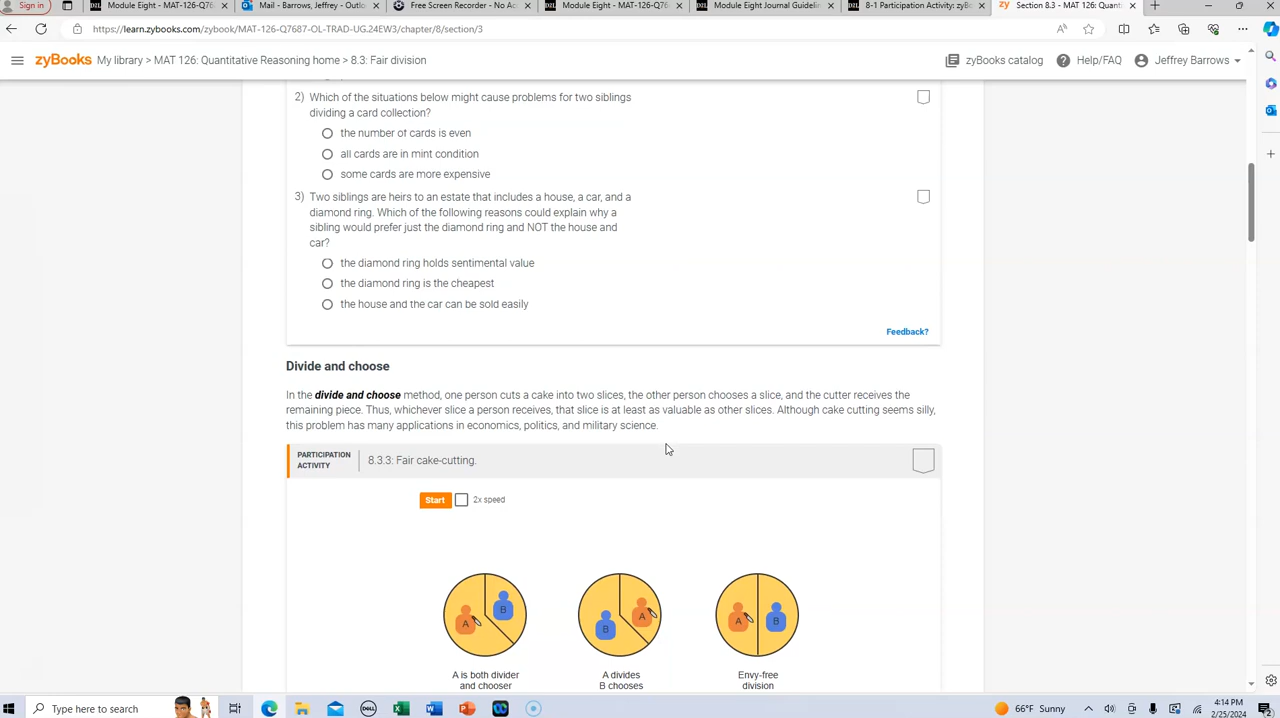 Sign in
Module Eight - MAT-126-Q76
Mail - Barrows, Jeffrey - Outlo
Free Screen Recorder - No Ac
Module Eight - MAT-126-Q76
Module Eight Journal Guideline
8-1 Participation Activity: zyBoo
Section 8.3 - MAT 126: Quant
https://learn.zybooks.com/zybook/MAT-126-Q7687-OL-TRAD-UG.24EW3/chapter/8/section/3
zyBooks My library > MAT 126: Quantitative Reasoning home > 8.3: Fair division
zyBooks catalog
Help/FAQ
Jeffrey Barrows
2) Which of the situations below might cause problems for two siblings
dividing a card collection?
the number of cards is even
all cards are in mint condition
some cards are more expensive
3) Two siblings are heirs to an estate that includes a house, a car, and a
diamond ring. Which of the following reasons could explain why a
sibling would prefer just the diamond ring and NOT the house and
car?
the diamond ring holds sentimental value
the diamond ring is the cheapest
the house and the car can be sold easily
Feedback?
Divide and choose
In the divide and choose method, one person cuts a cake into two slices, the other person chooses a slice, and the cutter receives the
remaining piece. Thus, whichever slice a person receives, that slice is at least as valuable as other slices. Although cake cutting seems silly,
this problem has many applications in economics, politics, and military science.
PARTICIPATION
ACTIVITY
8.3.3: Fair cake-cutting.
Start
2x speed
A B
B A
A B
A is both divider
and chooser
A divides
B chooses
Envy-free
division
Type here to search
66°F Sunny
4:14 PM
2/25/2024